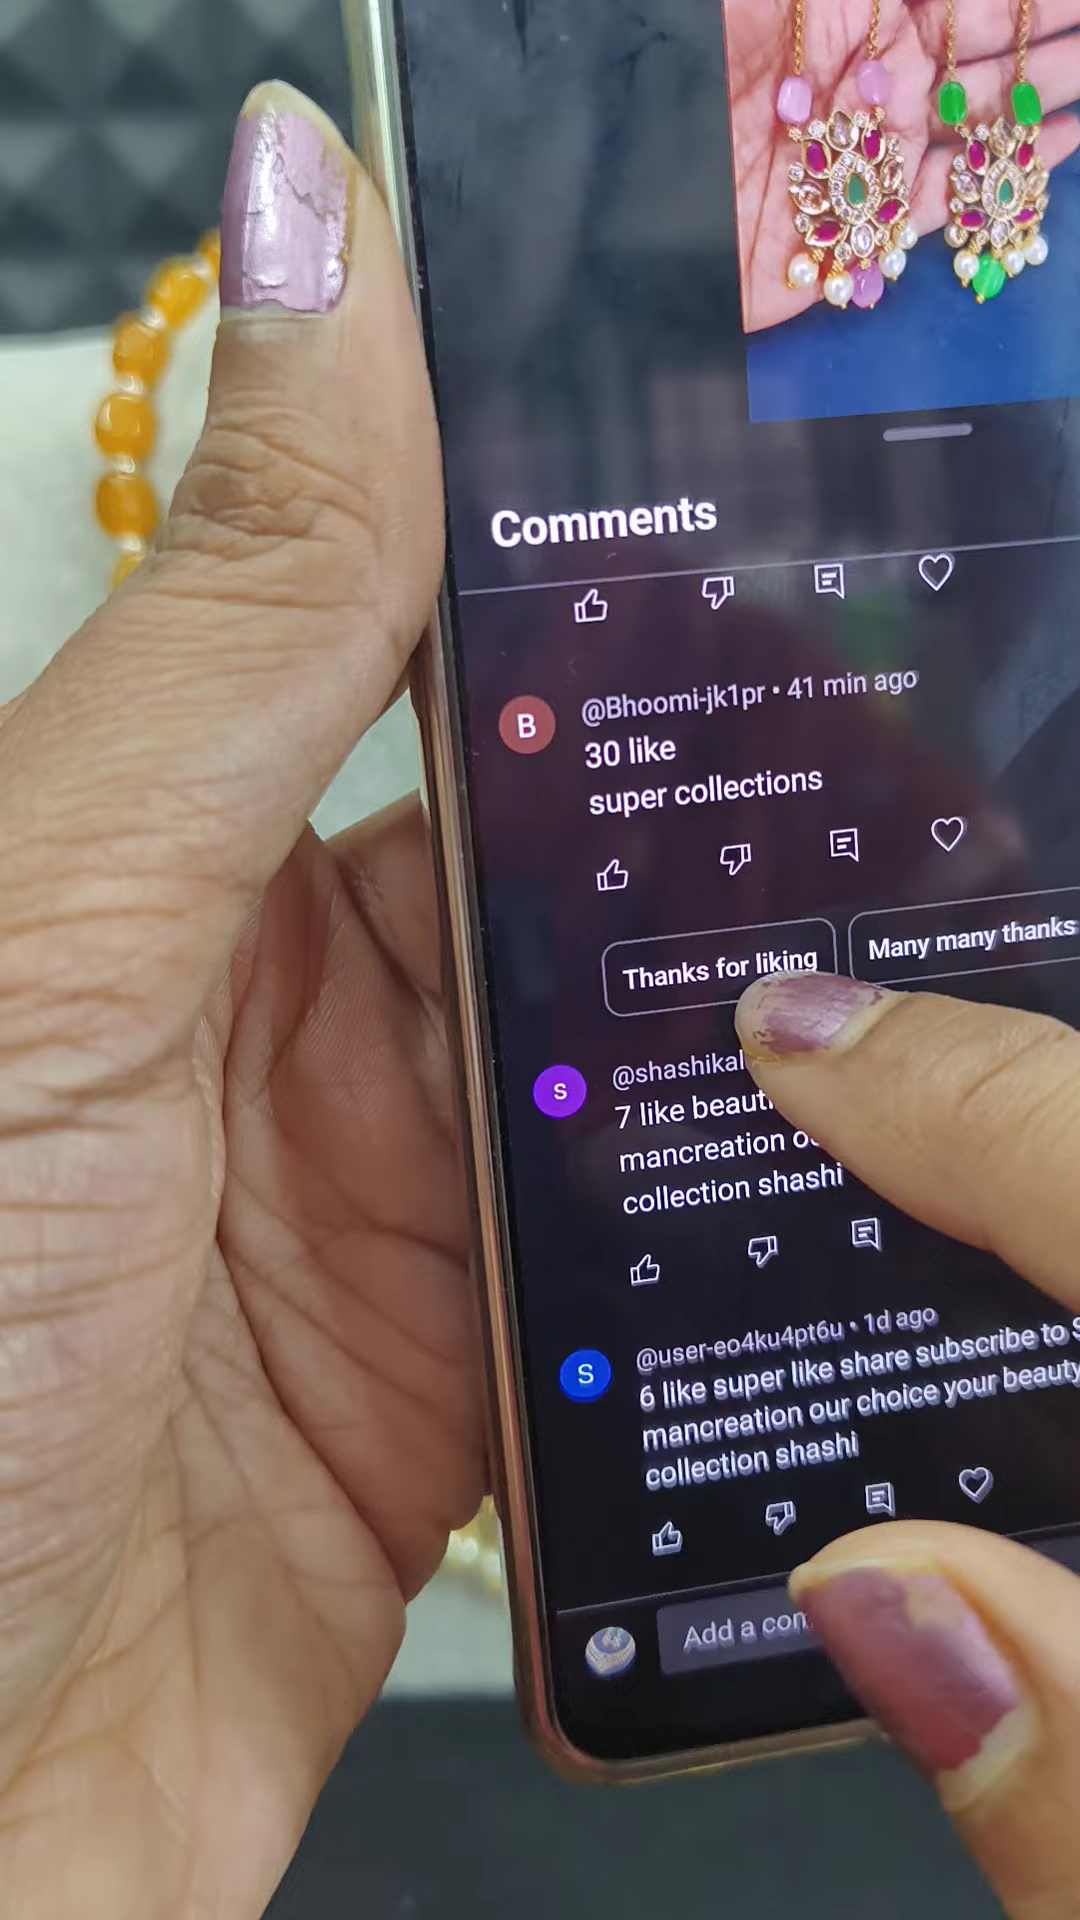 Comments
B
@Bhoomi-jk1pr • 41 min ago
30 like
super collections
Thanks for liking
Many many thanks
S
@shashikal
7 like beauti
mancreation
collection shashi
S
@user-eo4ku4pt6u • 1d ago
6 like super like share subscribe to S
mancreation our choice your beauty
collection shashi
Add a com